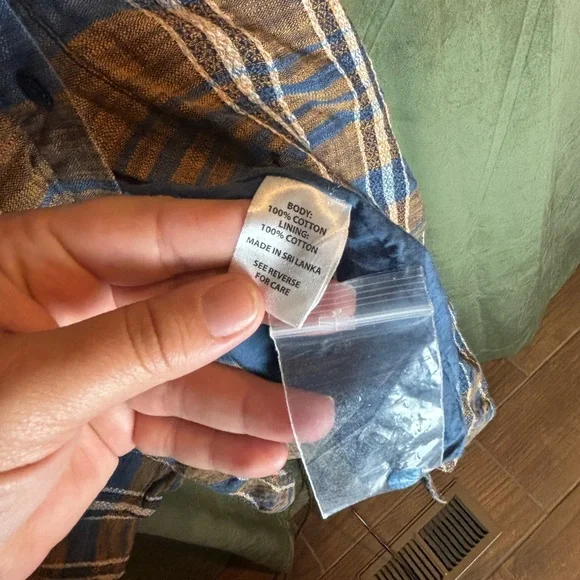 BODY:
100% COTTON
LINING:
100% COTTON
MADE IN SRI LANKA
SEE REVERSE
FOR CARE